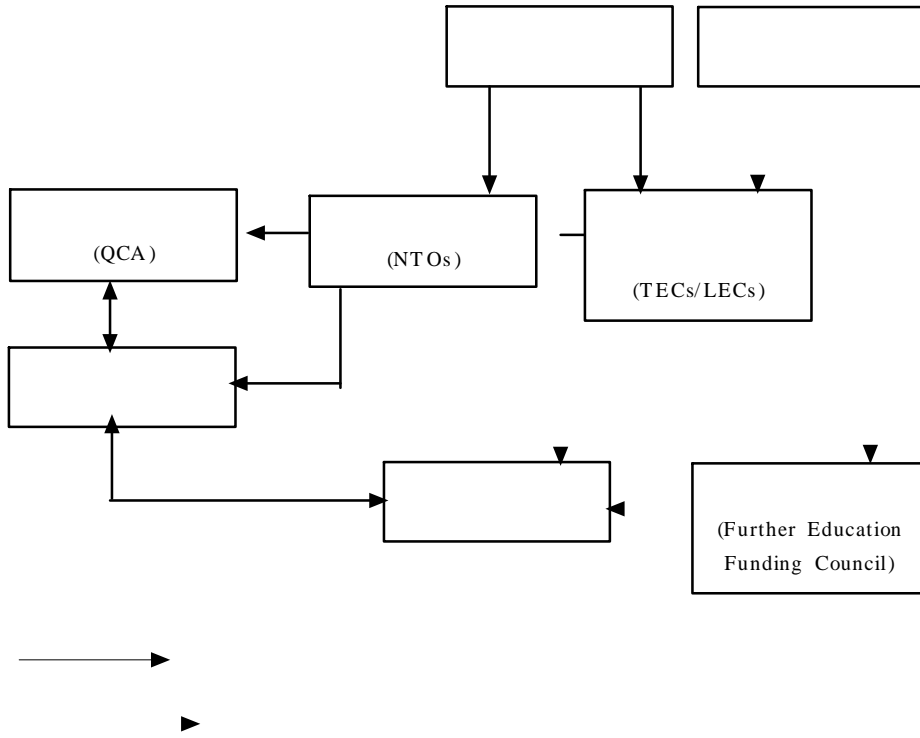 (QCA)
(NTOs)
(TECs/LECs)
(Further Education
Funding Council)